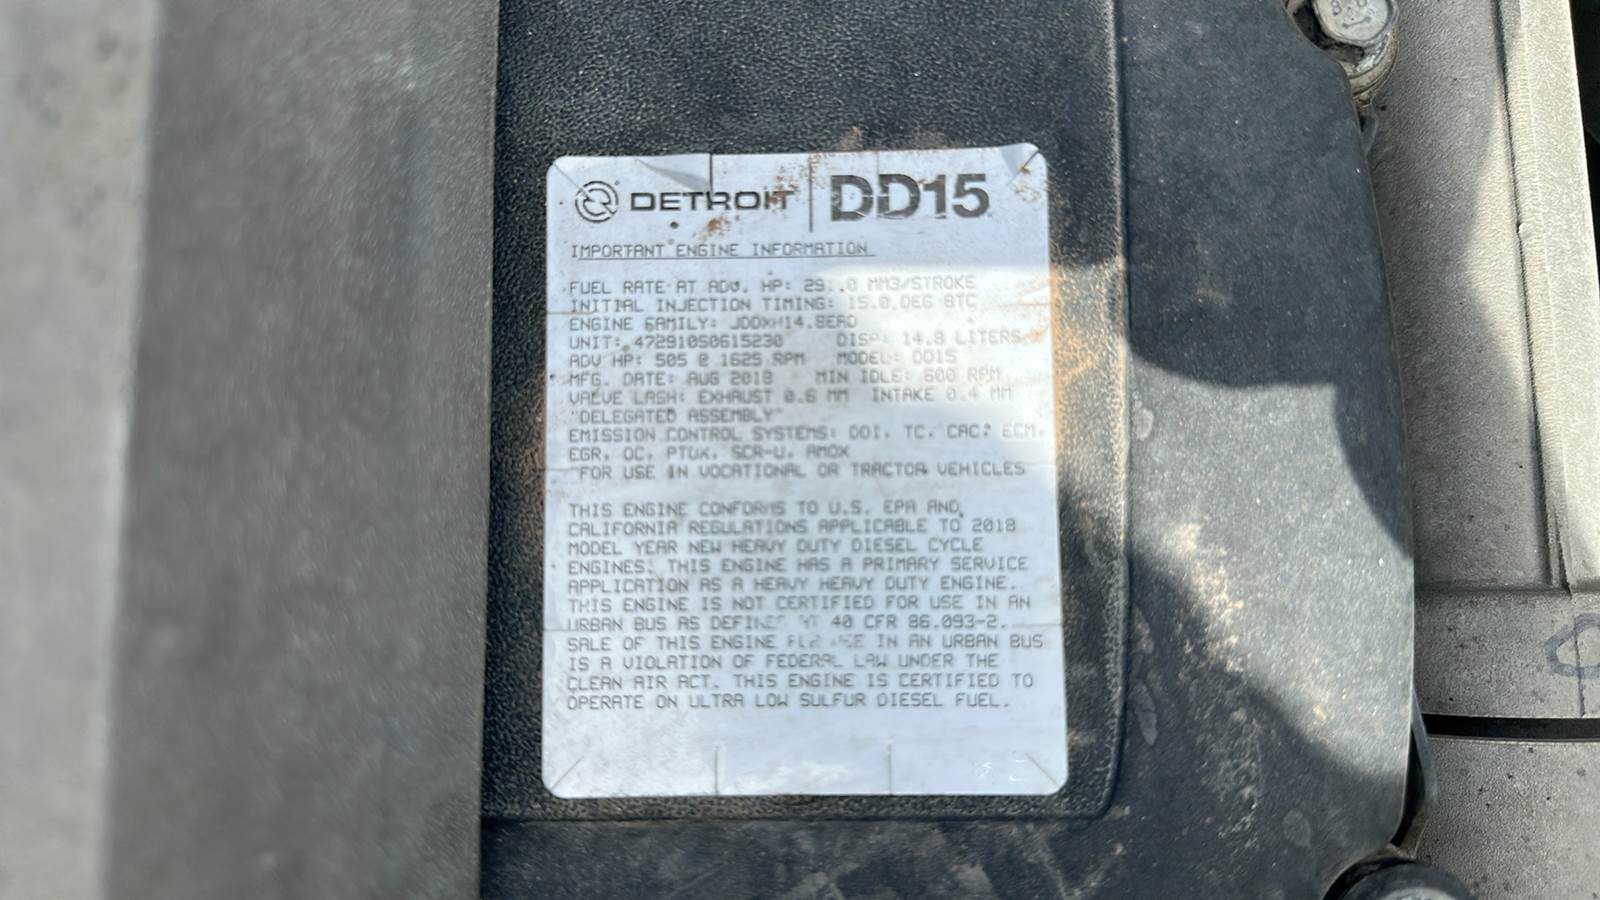 DETROIT DD15
IMPORTANT ENGINE INFORMATION
FUEL RATE AT ADV. HP: MM3/STROKE
INITIAL INJECTION TIMING: 15.0 DEG BTC
ENGINE FAMILY:
UNIT: 472910S0615230 DISP: 14.8 LITERS
ADV HP: 505 @ 1625 RPM MODEL: DD15
MFG. DATE: AUG 2018 MIN IDLE: 600 RPM
VALVE LASH: EXHAUST 0.6 MM INTAKE 0.4 MM
"DELEGATED ASSEMBLY"
EMISSION CONTROL SYSTEMS: DDI, TC, CAC, ECM,
EGR, OC, PTOX, SCR-U, AMOX
FOR USE IN VOCATIONAL OR TRACTOR VEHICLES
THIS ENGINE CONFORMS TO U.S. EPA AND
CALIFORNIA REGULATIONS APPLICABLE TO 2018
MODEL YEAR NEW HEAVY DUTY DIESEL CYCLE
ENGINES. THIS ENGINE HAS A PRIMARY SERVICE
APPLICATION AS A HEAVY HEAVY DUTY ENGINE.
THIS ENGINE IS NOT CERTIFIED FOR USE IN AN
URBAN BUS AS DEFINED AT 40 CFR 86.093-2.
SALE OF THIS ENGINE FOR USE IN AN URBAN BUS
IS A VIOLATION OF FEDERAL LAW UNDER THE
CLEAN AIR ACT. THIS ENGINE IS CERTIFIED TO
OPERATE ON ULTRA LOW SULFUR DIESEL FUEL.